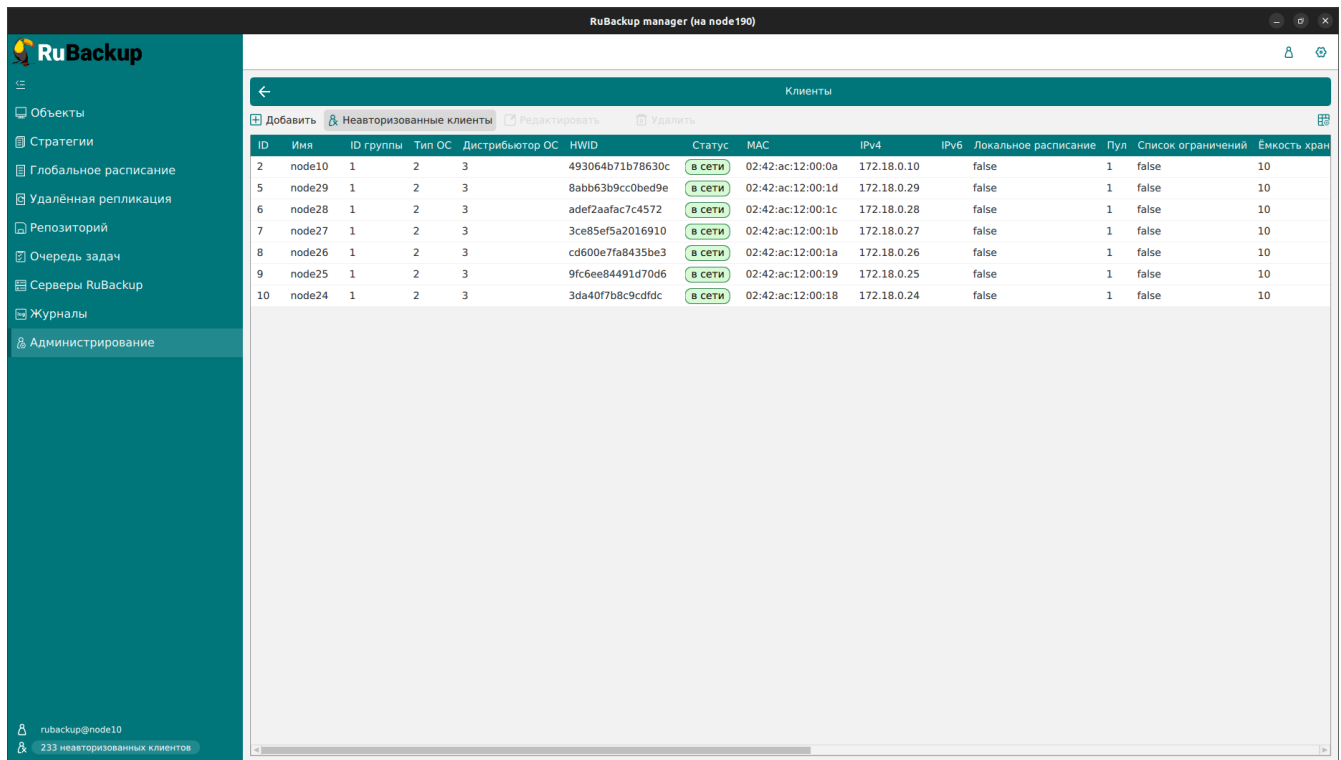 RuBackup manager (на node190)
RuBackup
Объекты
Стратегии
Глобальное расписание
Удалённая репликация
Репозиторий
Очередь задач
Серверы RuBackup
Журналы
Администрирование
rubackup@node10
233 неавторизованных клиентов
Клиенты
Добавить Неавторизованные клиенты Редактировать Удалить
ID Имя ID группы Тип ОС Дистрибьютор ОС HWID Статус MAC IPv4 IPv6 Локальное расписание Пул Список ограничений Ёмкость хран
2 node10 1 2 3 493064b71b78630c в сети 02:42:ac:12:00:0a 172.18.0.10 false 1 false 10
5 node29 1 2 3 8abb63b9cc0bed9e в сети 02:42:ac:12:00:1d 172.18.0.29 false 1 false 10
6 node28 1 2 3 adef2aafac7c4572 в сети 02:42:ac:12:00:1c 172.18.0.28 false 1 false 10
7 node27 1 2 3 3ce85ef5a2016910 в сети 02:42:ac:12:00:1b 172.18.0.27 false 1 false 10
8 node26 1 2 3 cd600e7fa8435be3 в сети 02:42:ac:12:00:1a 172.18.0.26 false 1 false 10
9 node25 1 2 3 9fc6ee84491d70d6 в сети 02:42:ac:12:00:19 172.18.0.25 false 1 false 10
10 node24 1 2 3 3da40f7b8c9cdfdc в сети 02:42:ac:12:00:18 172.18.0.24 false 1 false 10